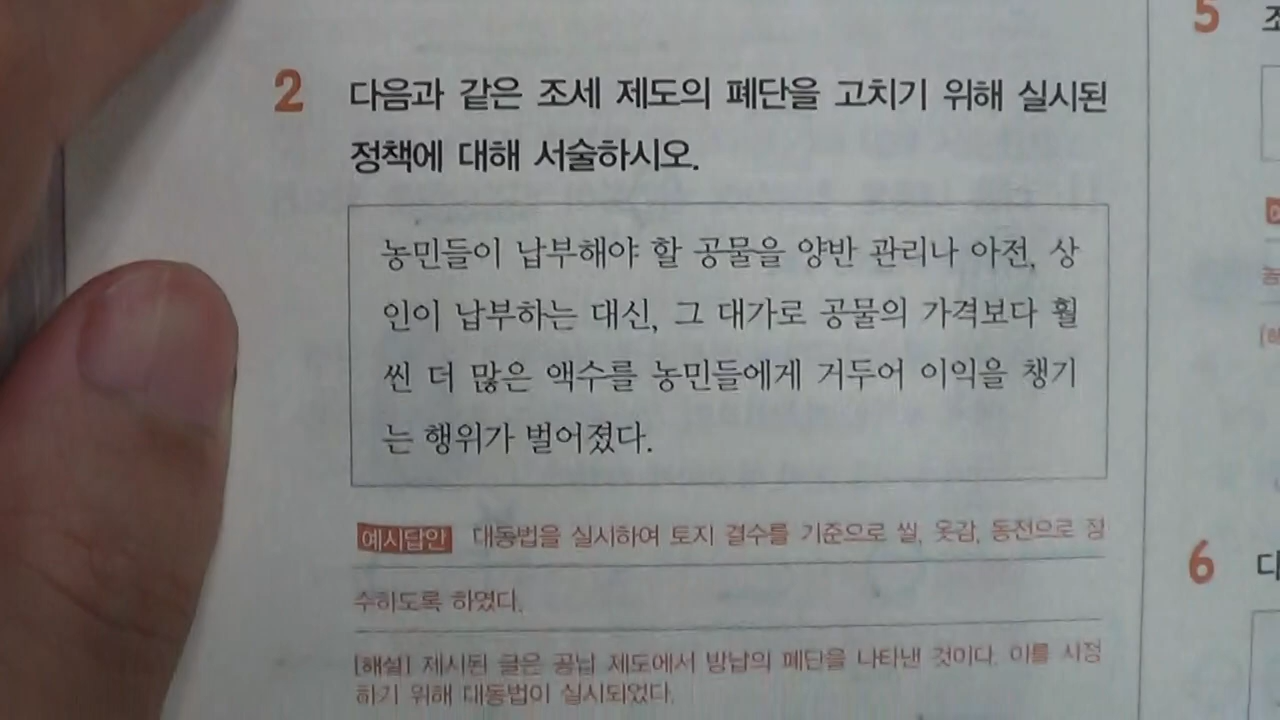 2 다음과 같은 조세 제도의 폐단을 고치기 위해 실시된
정책에 대해 서술하시오.
농민들이 납부해야 할 공물을 양반 관리나 아전, 상
인이 납부하는 대신, 그 대가로 공물의 가격보다 훨
씬 더 많은 액수를 농민들에게 거두어 이익을 챙기
는 행위가 벌어졌다.
예시답안 대동법을 실시하여 토지 결수를 기준으로 쌀, 옷감, 동전으로 징
수하도록 하였다.
[해설] 제시된 글은 공납 제도에서 방납의 폐단을 나타낸 것이다. 이를 시정
하기 위해 대동법이 실시되었다.
5
6 다